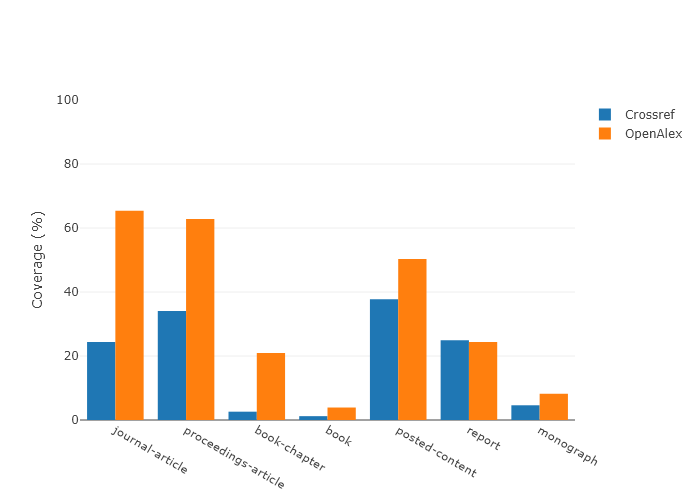 100
80
60
40
20
0
Coverage (%)
journal-article
proceedings-article
book-chapter
book
posted-content
report
monograph
Crossref
OpenAlex